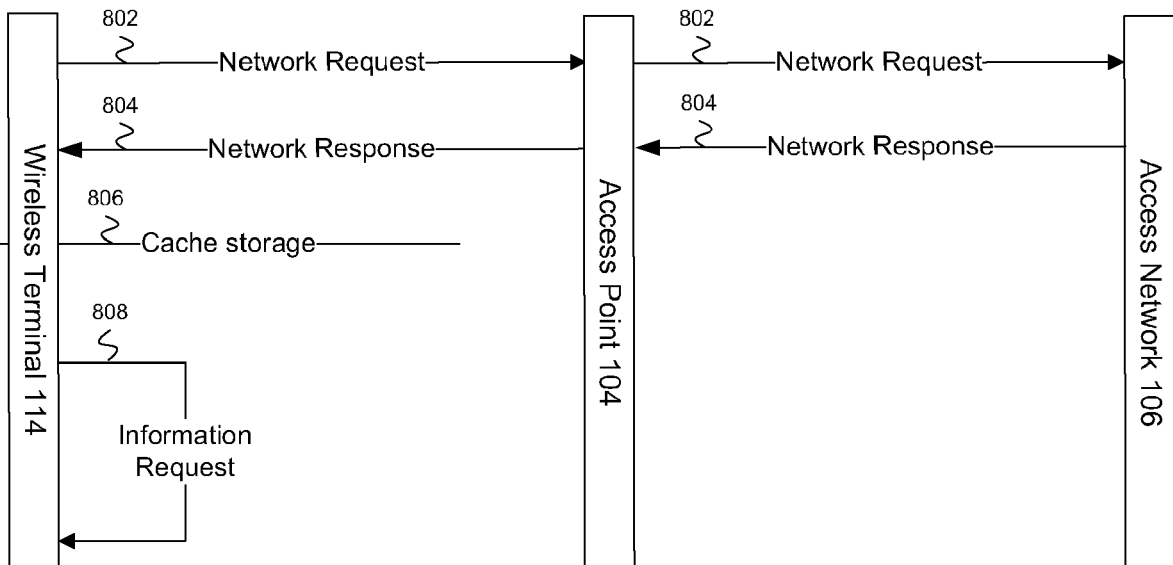 802
Network Request
802
Network Request
804
Network Response
804
Network Response
806
Cache storage
808
Information
Request
Wireless Terminal 114
Access Point 104
Access Network 106